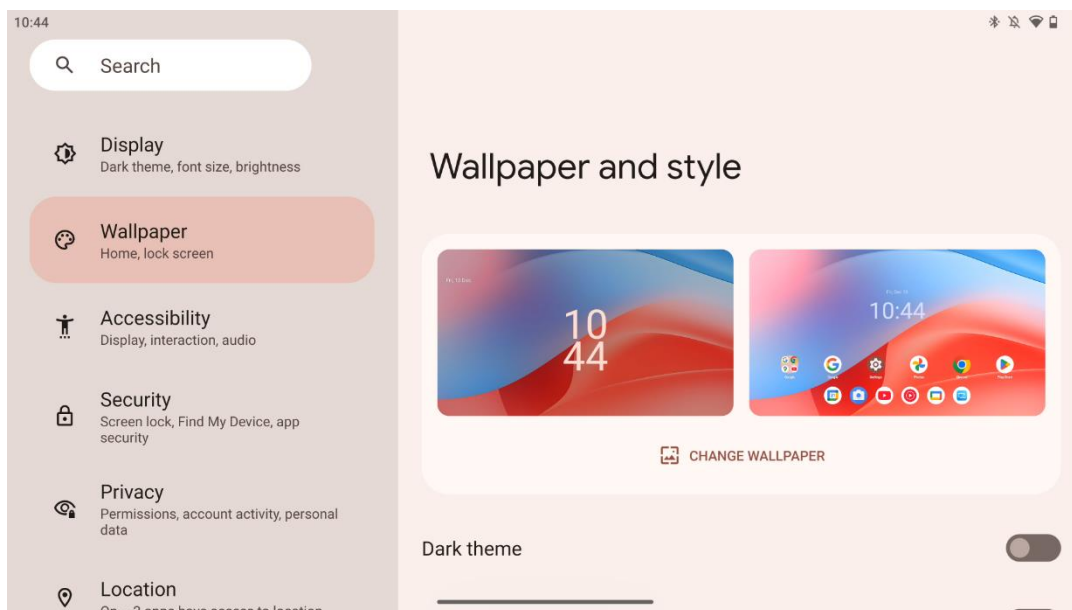 10:44
Search
Display
Dark theme, font size, brightness
Wallpaper
Home, lock screen
Accessibility
Display, interaction, audio
Security
Screen lock, Find My Device, app
security
Privacy
Permissions, account activity, personal
data
Location
Wallpaper and style
10
44
10:44
CHANGE WALLPAPER
Dark theme